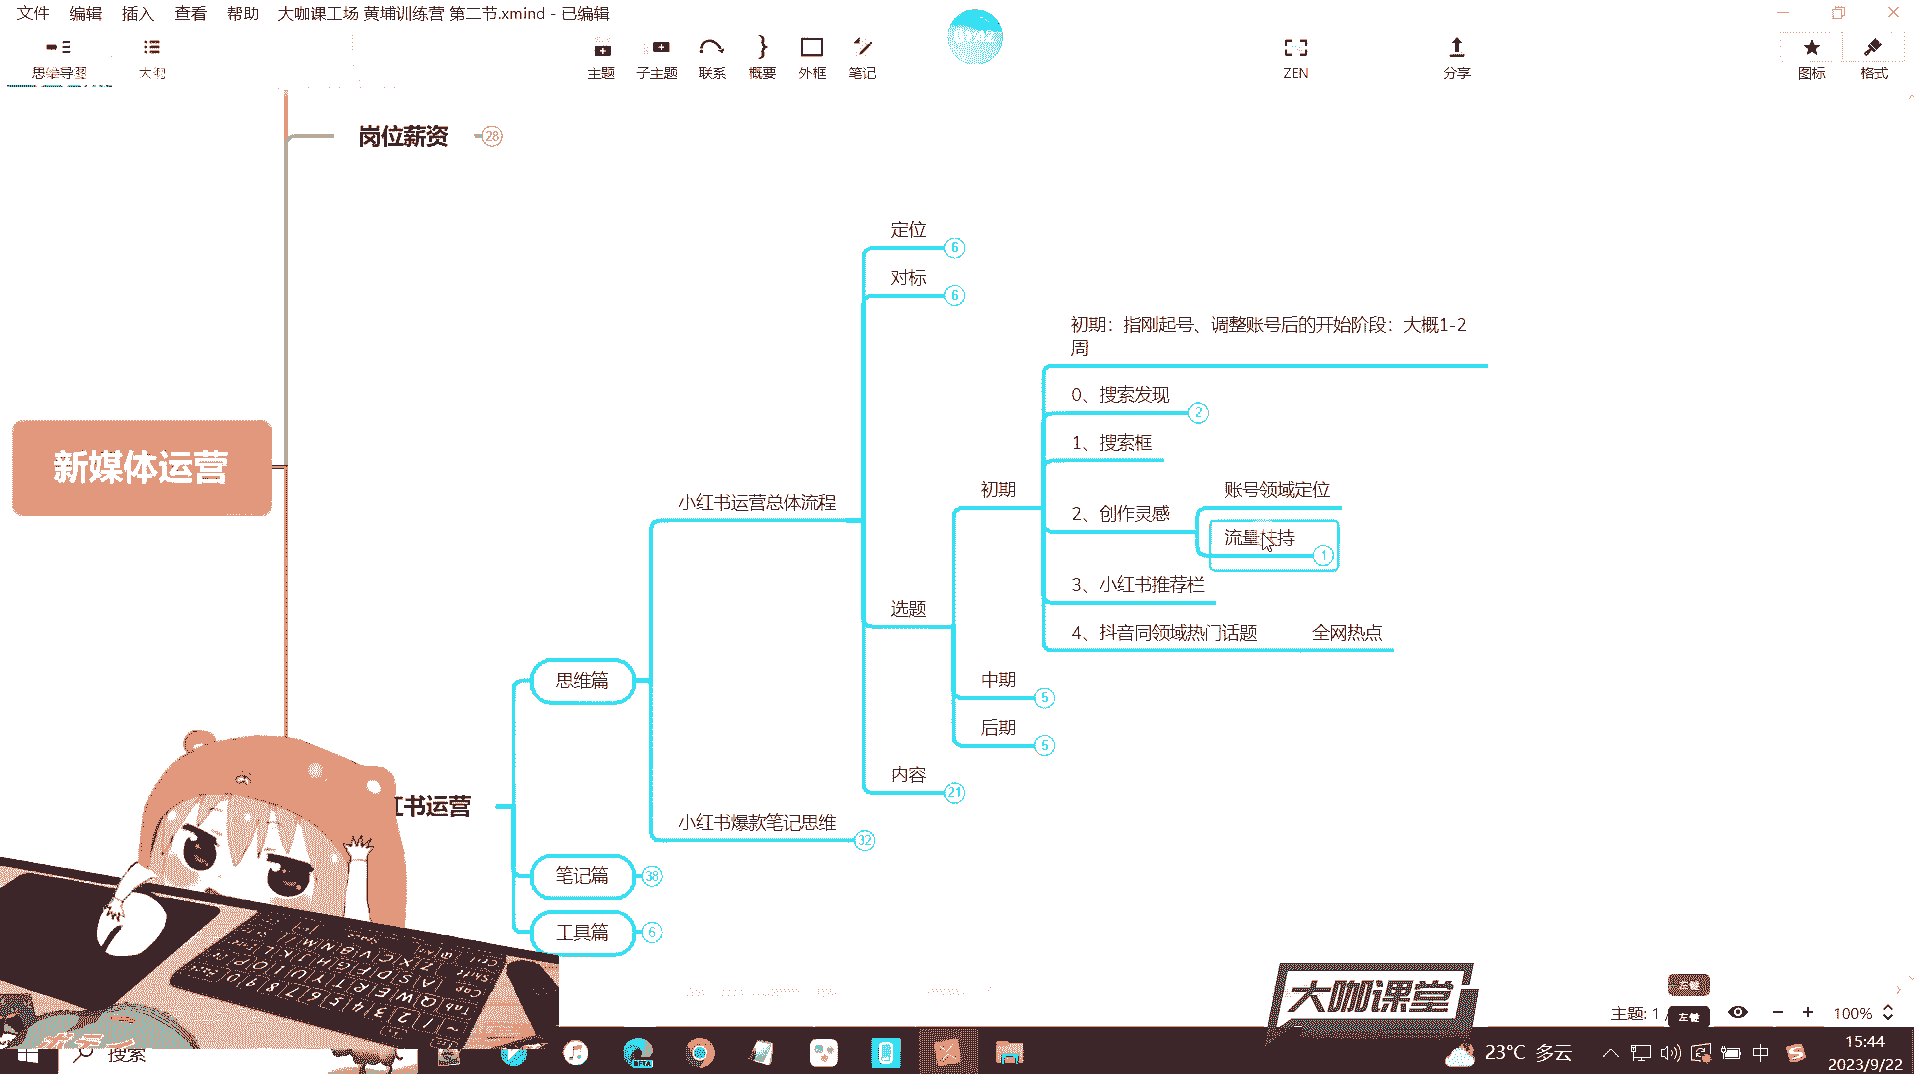 文件 编辑 插入 查看 帮助 大咖课工场 黄埔训练营 第二节.xmind - 已编辑
思维导图 大纲 主题 子主题 联系 概要 外框 笔记 ZEN 分享 图标 格式
岗位薪资 28
定位 6
对标 6
初期：指刚起号、调整账号后的开始阶段：大概1-2
周
0、搜索发现 2
1、搜索框
新媒体运营
小红书运营总体流程
初期
2、创作灵感
账号领域定位
流量扶持 1
3、小红书推荐栏
选题
4、抖音同领域热门话题 全网热点
思维篇
中期 5
后期 5
内容 21
红书运营
小红书爆款笔记思维 32
笔记篇 38
工具篇 6
大咖课堂
主题: 1 /
左键
左键
100%
搜索
BETA
23°C 多云
中
15:44
2023/9/22